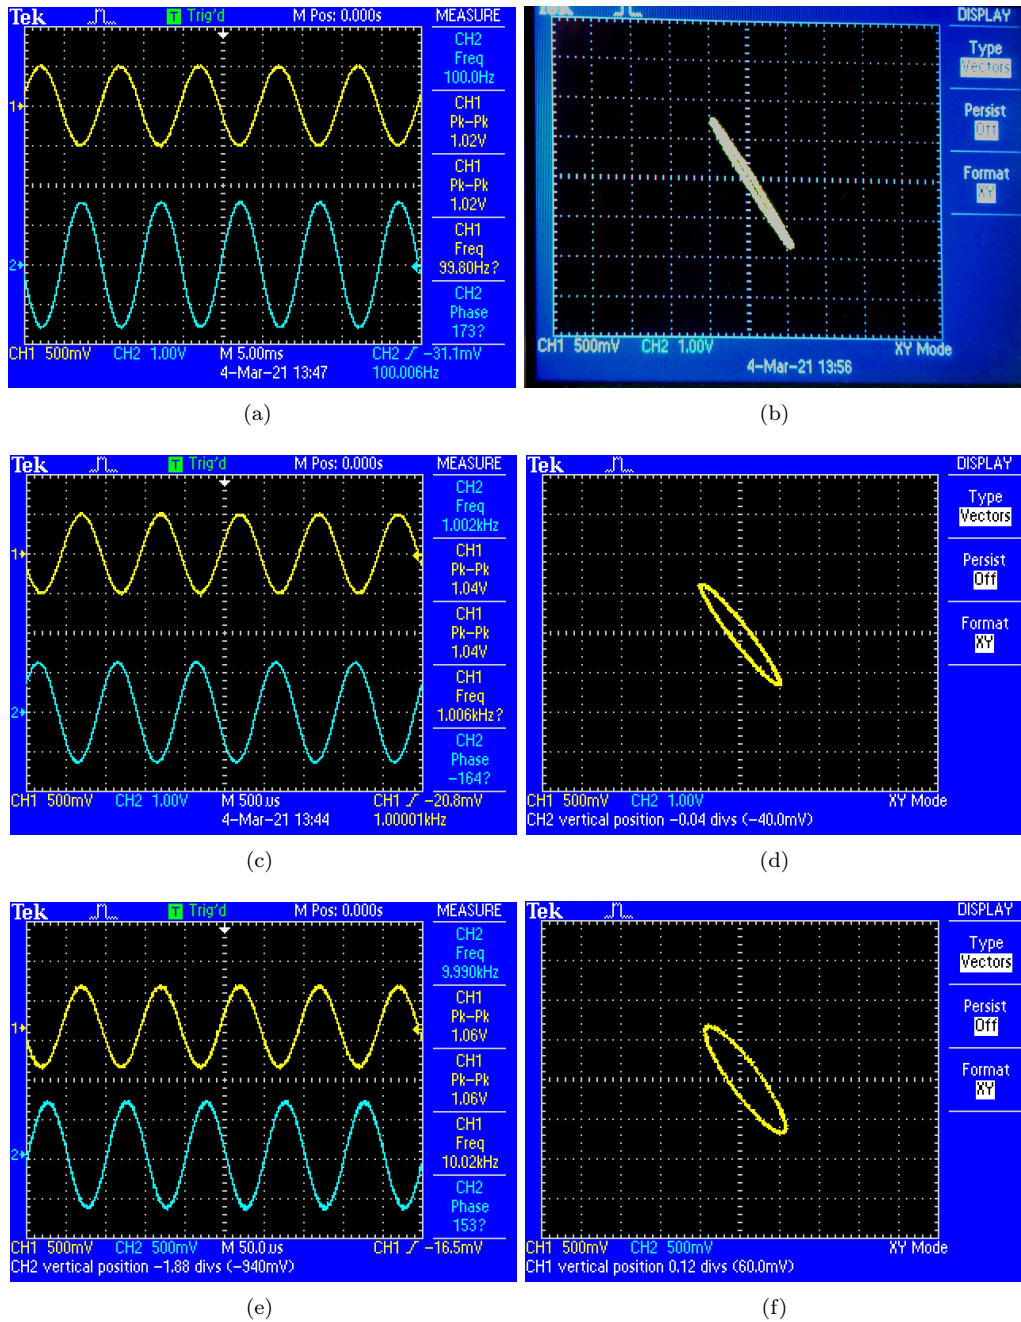 Tek T Trig'd M Pos: 0.000s MEASURE
CH2
Freq
100.0Hz
CH1
Pk-Pk
1.02V
CH1
Pk-Pk
1.02V
CH1
Freq
99.80Hz?
CH2
Phase
173?
1
2
CH1 500mV CH2 1.00V M 5.00ms CH2 -31.1mV
4-Mar-21 13:47 100.006Hz
(a)
Tek DISPLAY
Type
Vectors
Persist
Off
Format
XY
CH1 500mV CH2 1.00V XY Mode
4-Mar-21 13:56
(b)
Tek T Trig'd M Pos: 0.000s MEASURE
CH2
Freq
1.002kHz
CH1
Pk-Pk
1.04V
CH1
Pk-Pk
1.04V
CH1
Freq
1.006kHz?
CH2
Phase
-164?
1
2
CH1 500mV CH2 1.00V M 500us CH1 -20.8mV
4-Mar-21 13:44 1.00001kHz
(c)
Tek DISPLAY
Type
Vectors
Persist
Off
Format
XY
CH1 500mV CH2 1.00V XY Mode
CH2 vertical position -0.04 divs (-40.0mV)
(d)
Tek T Trig'd M Pos: 0.000s MEASURE
CH2
Freq
9.990kHz
CH1
Pk-Pk
1.06V
CH1
Pk-Pk
1.06V
CH1
Freq
10.02kHz
CH2
Phase
153?
1
2
CH1 500mV CH2 500mV M 50.0us CH1 -16.5mV
CH2 vertical position -1.88 divs (-940mV)
(e)
Tek DISPLAY
Type
Vectors
Persist
Off
Format
XY
CH1 500mV CH2 500mV XY Mode
CH1 vertical position 0.12 divs (60.0mV)
(f)